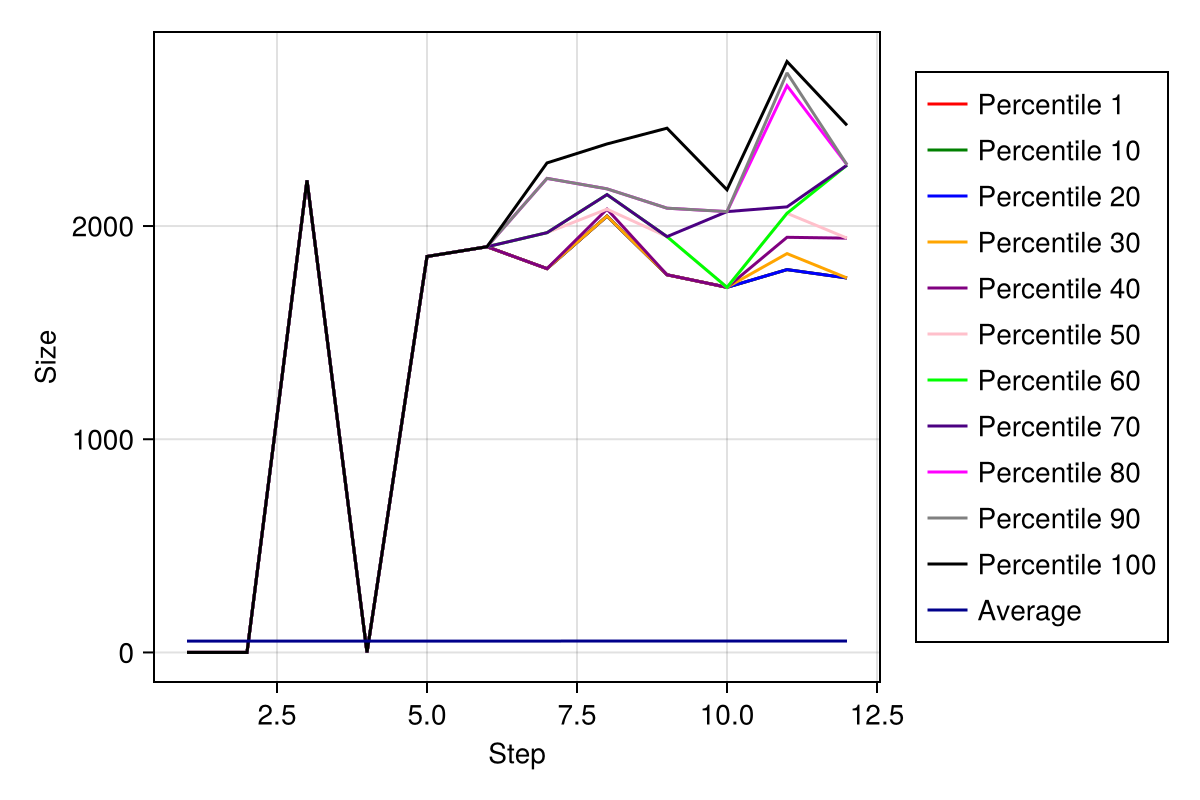 Size
2000
1000
0
2.5
5.0
7.5
10.0
12.5
Step
Percentile 1
Percentile 10
Percentile 20
Percentile 30
Percentile 40
Percentile 50
Percentile 60
Percentile 70
Percentile 80
Percentile 90
Percentile 100
Average